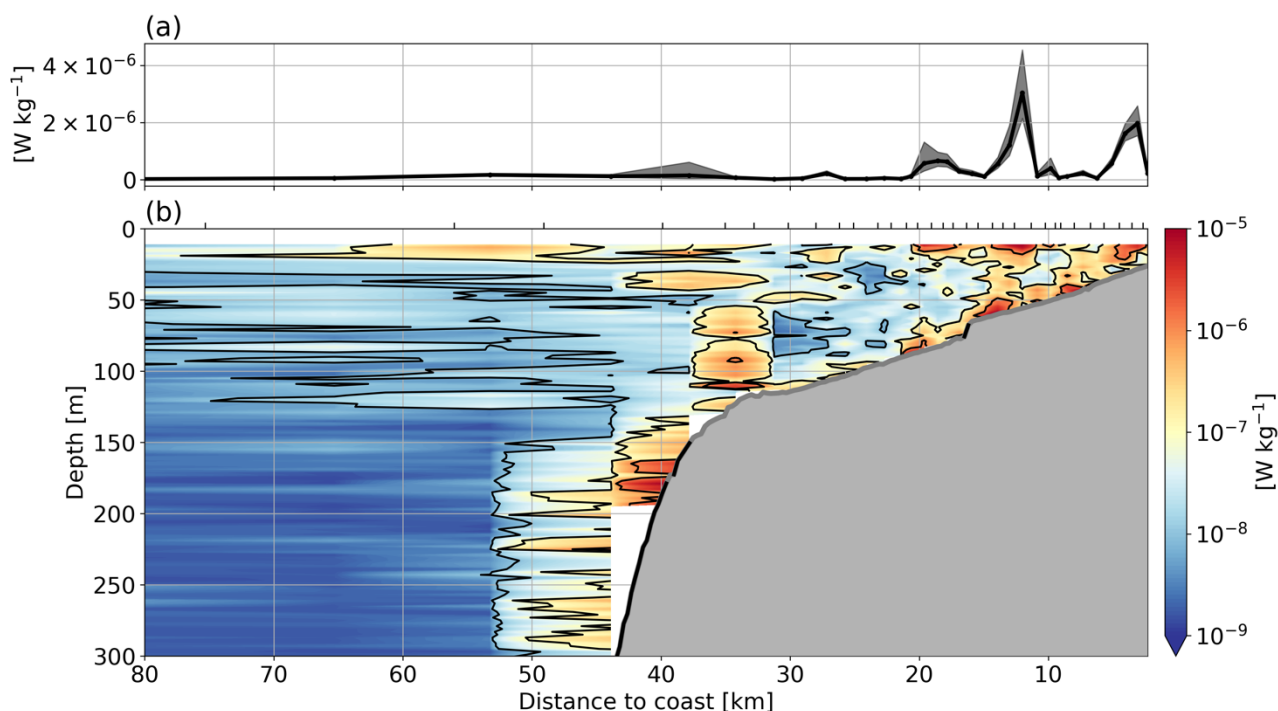 (a)
[W kg⁻¹]
4 × 10⁻⁶
2 × 10⁻⁶
0
(b)
Depth [m]
0
50
100
150
200
250
300
80 70 60 50 40 30 20 10
Distance to coast [km]
10⁻⁵
10⁻⁶
10⁻⁷
10⁻⁸
10⁻⁹
[W kg⁻¹]